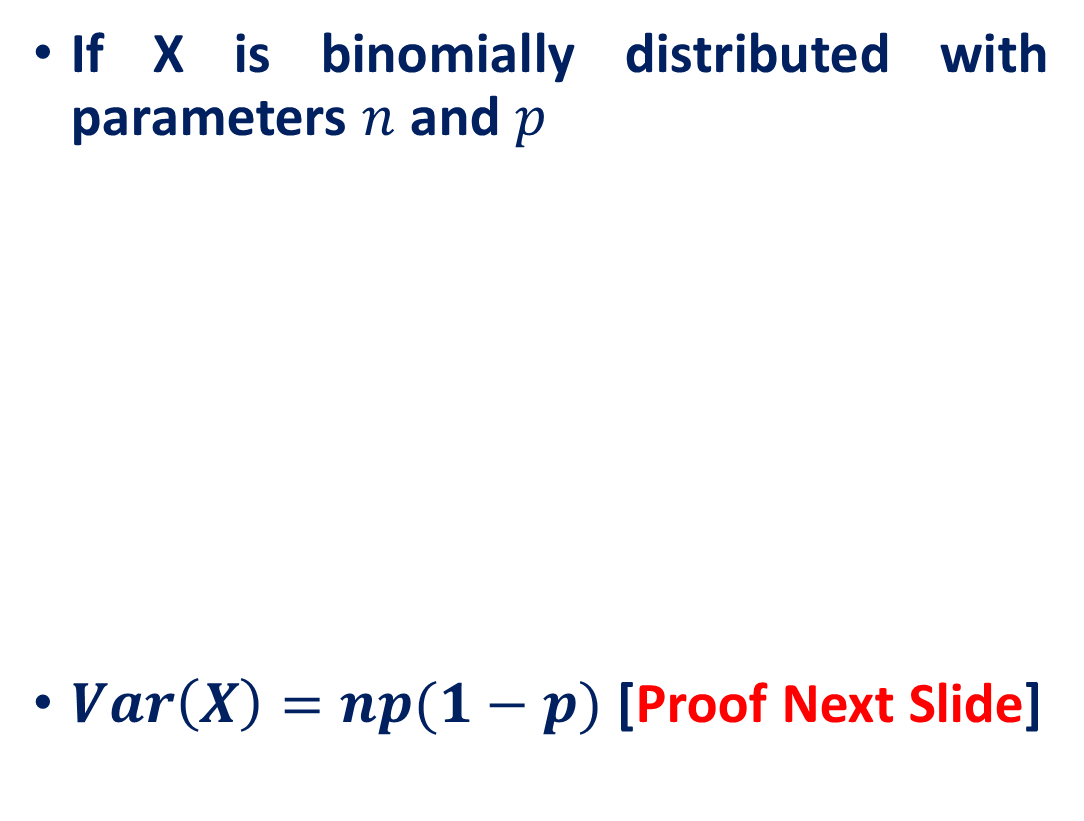 • If X is binomially distributed with
parameters n and p
• Var(X) = np(1 − p) [Proof Next Slide]